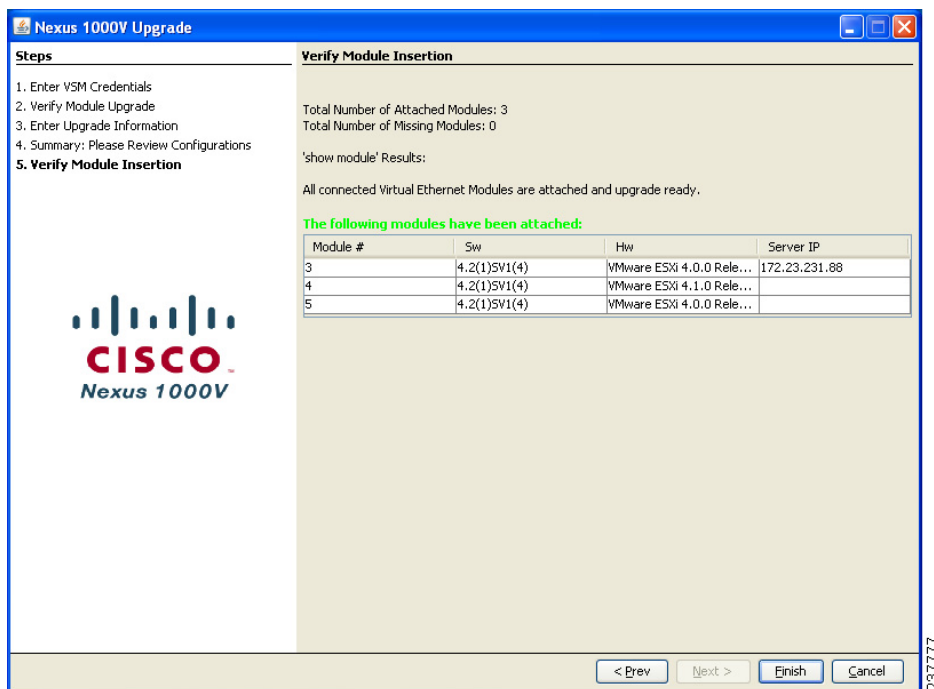 Nexus 1000V Upgrade
Steps
1. Enter VSM Credentials
2. Verify Module Upgrade
3. Enter Upgrade Information
4. Summary: Please Review Configurations
5. Verify Module Insertion
CISCO™
Nexus 1000V
Verify Module Insertion
Total Number of Attached Modules: 3
Total Number of Missing Modules: 0
'show module' Results:
All connected Virtual Ethernet Modules are attached and upgrade ready.
The following modules have been attached:
Module # Sw Hw Server IP
3 4.2(1)SV1(4) VMware ESXi 4.0.0 Rele... 172.23.231.88
4 4.2(1)SV1(4) VMware ESXi 4.1.0 Rele...
5 4.2(1)SV1(4) VMware ESXi 4.0.0 Rele...
< Prev Next > Finish Cancel
237777